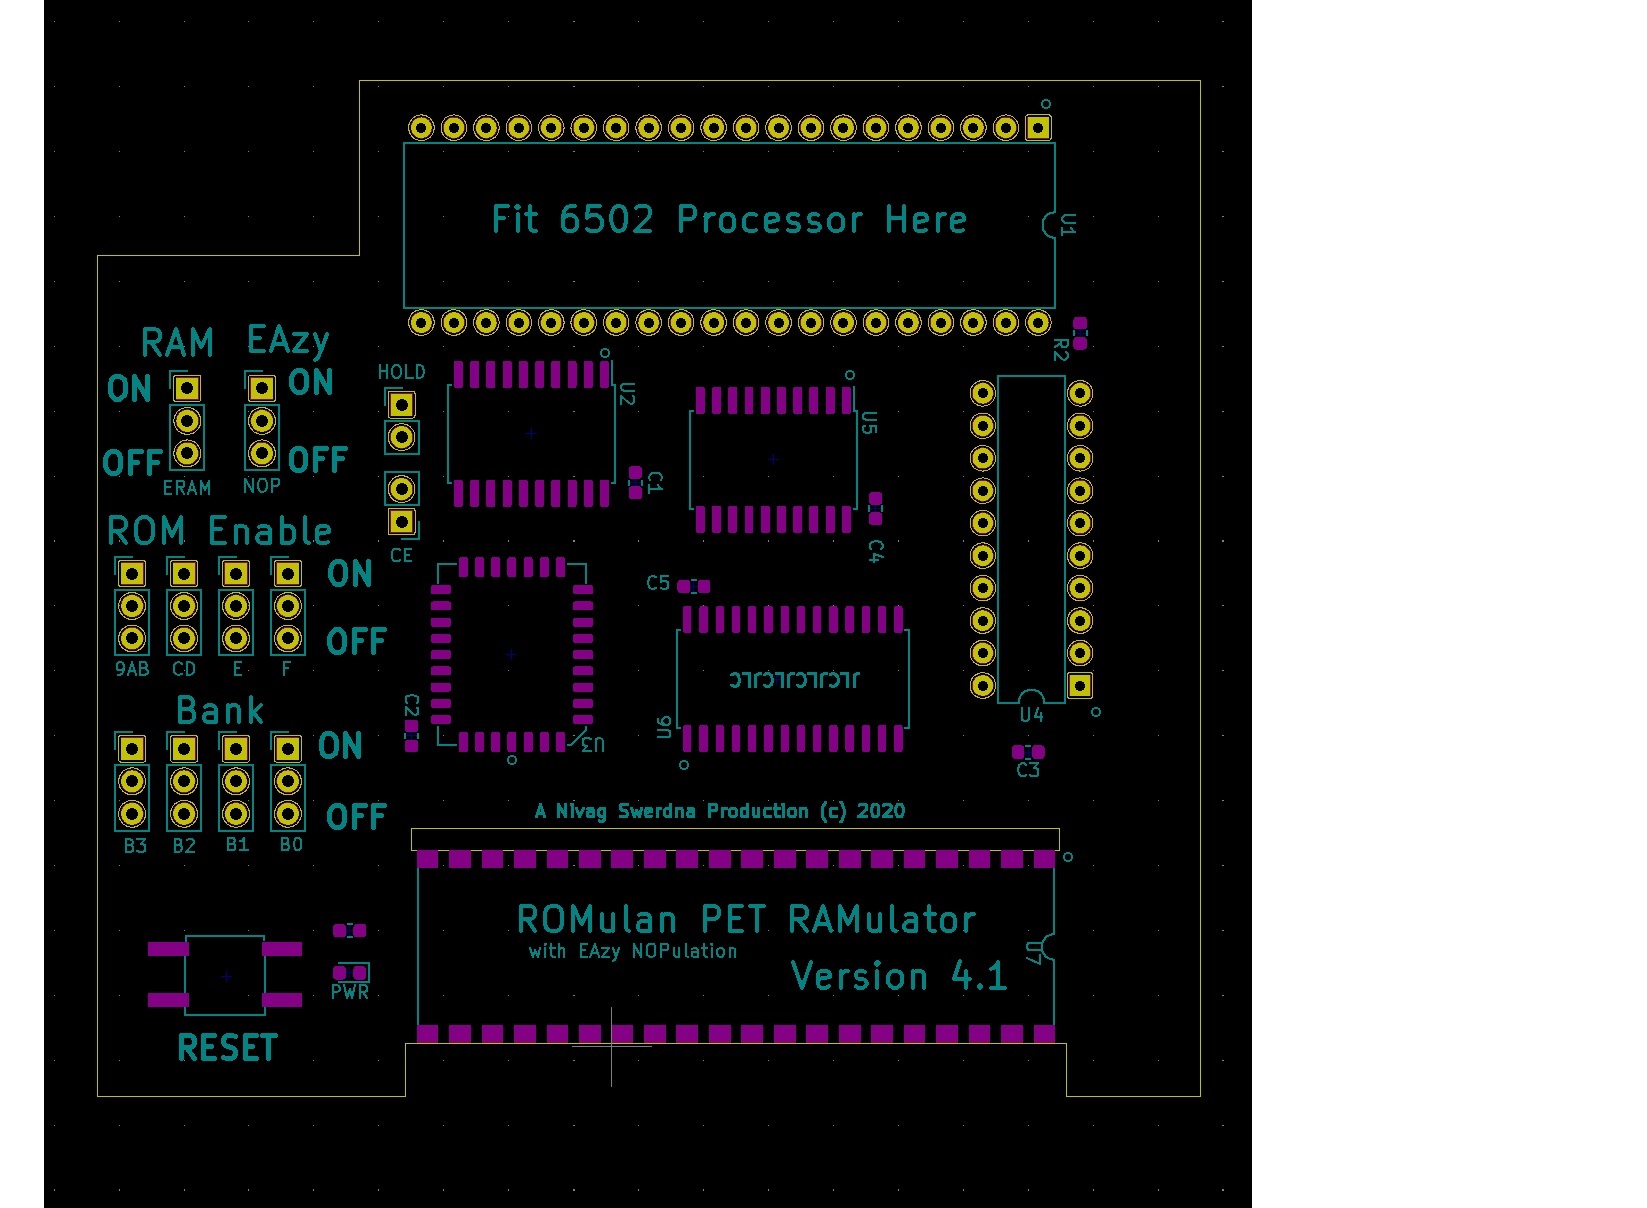 Fit 6502 Processor Here
U1
R2
RAM
EAzy
ON
ON
OFF
OFF
ERAM
NOP
HOLD
CE
U2
C1
U5
C4
ROM Enable
ON
OFF
9AB CD E F
C5
JLCJLCJLCJLC
U6
C2
U3
U4
C3
Bank
ON
OFF
B3 B2 B1 B0
A Nivag Swerdna Production (c) 2020
ROMulan PET RAMulator
with EAzy NOPulation
Version 4.1
U7
PWR
RESET